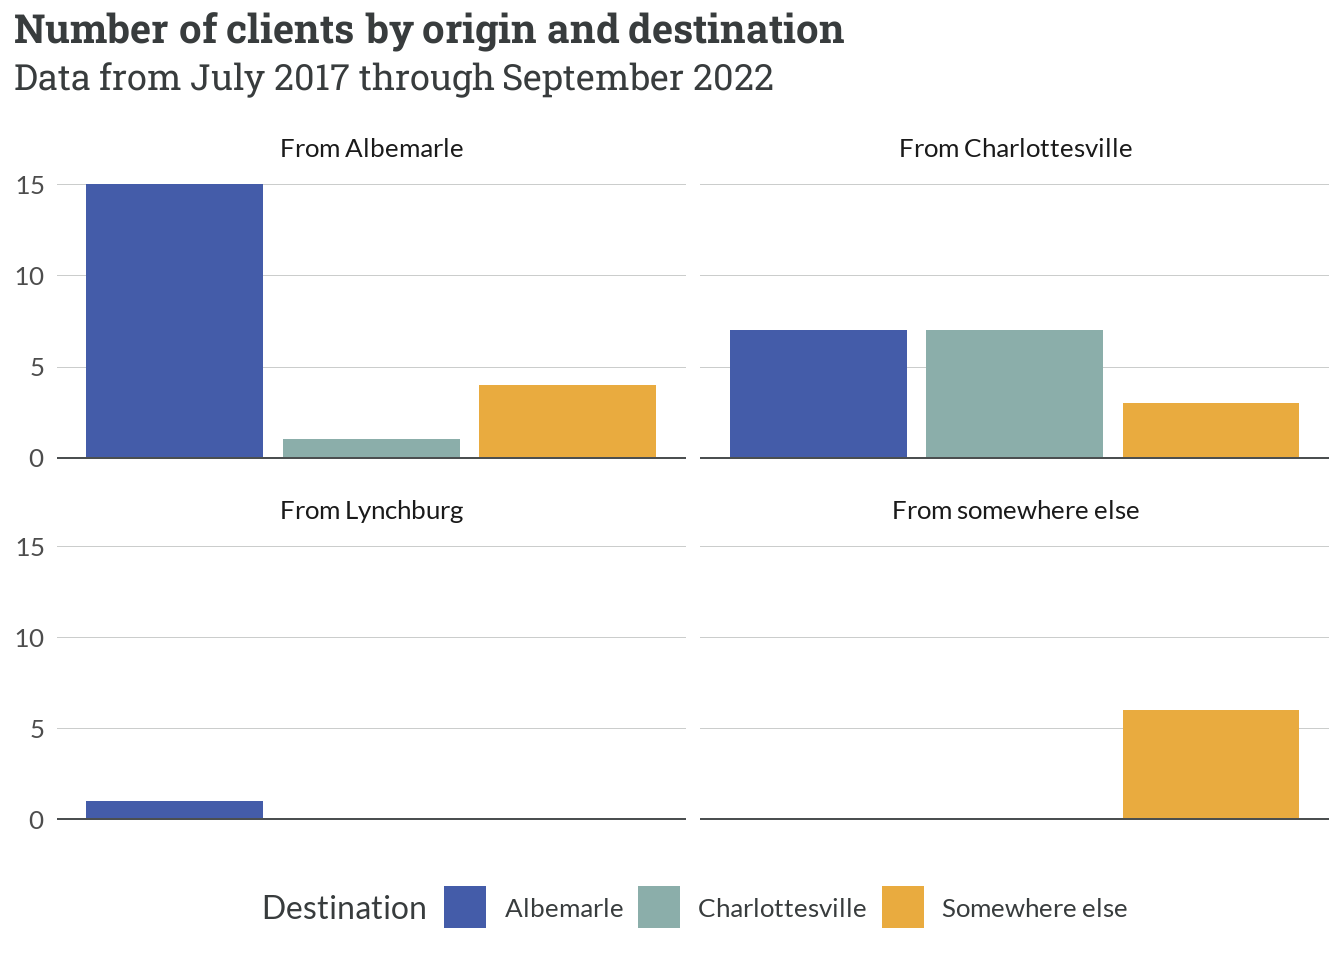 Number of clients by origin and destination
Data from July 2017 through September 2022
From Albemarle
From Charlottesville
15
10
5
0
From Lynchburg
From somewhere else
15
10
5
0
Destination Albemarle Charlottesville Somewhere else